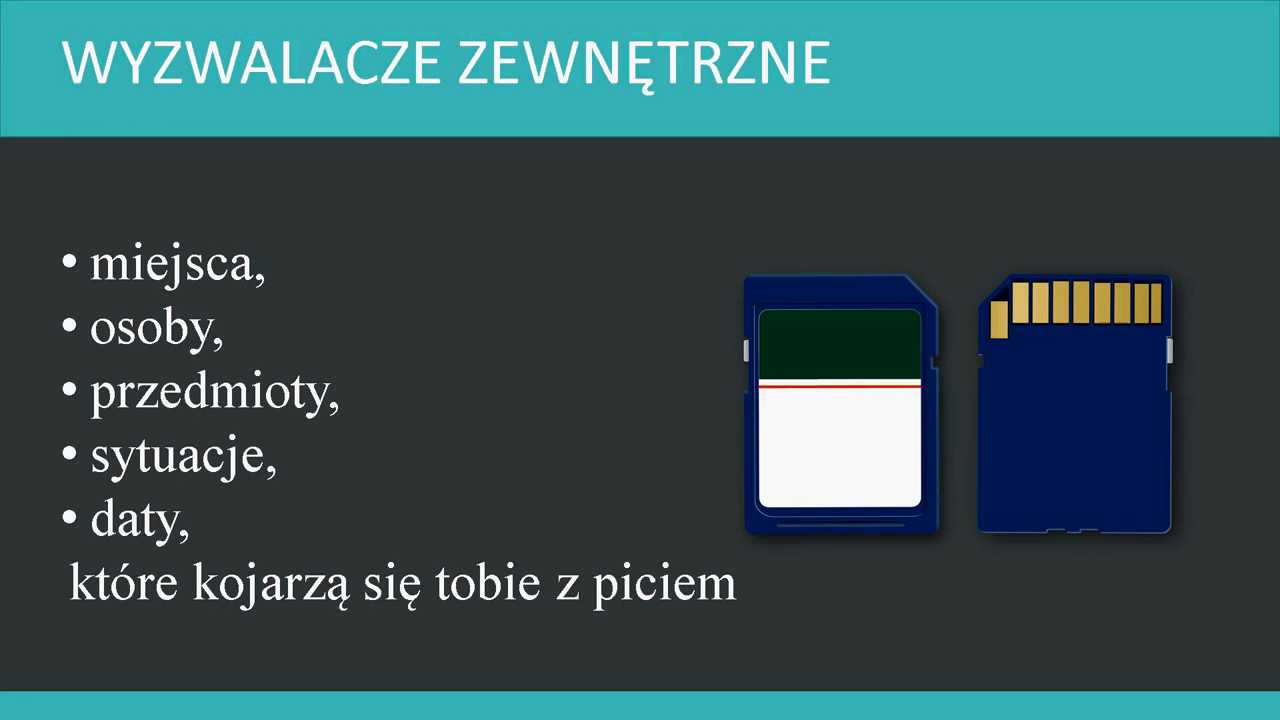 WYZWALACZE ZEWNĘTRZNE
• miejsca,
• osoby,
• przedmioty,
• sytuacje,
• daty,
które kojarzą się tobie z piciem